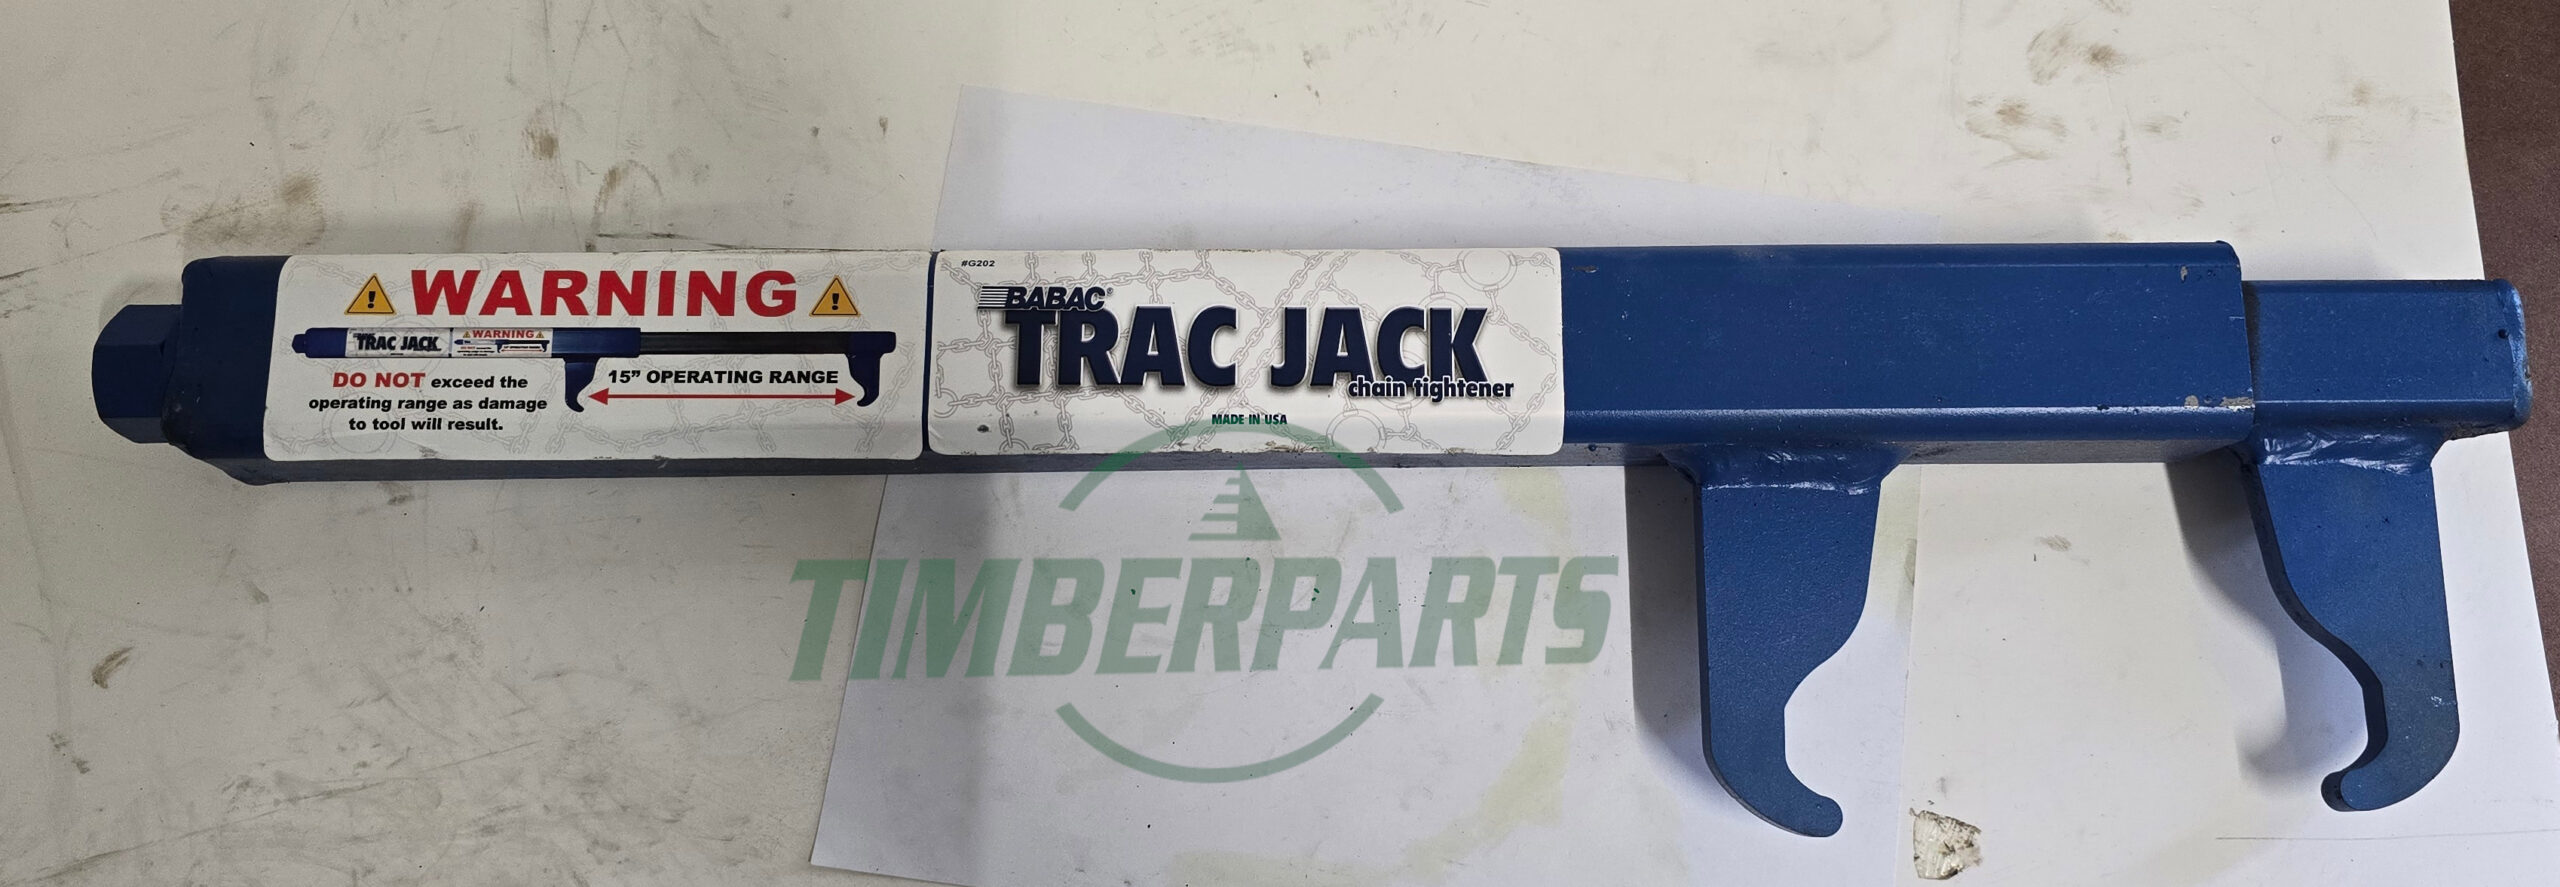 WARNING
TRAC JACK
WARNING
DO NOT exceed the
operating range as damage
to tool will result.
15” OPERATING RANGE
#G202
BABAC®
TRAC JACK
chain tightener
MADE IN USA
TIMBERPARTS